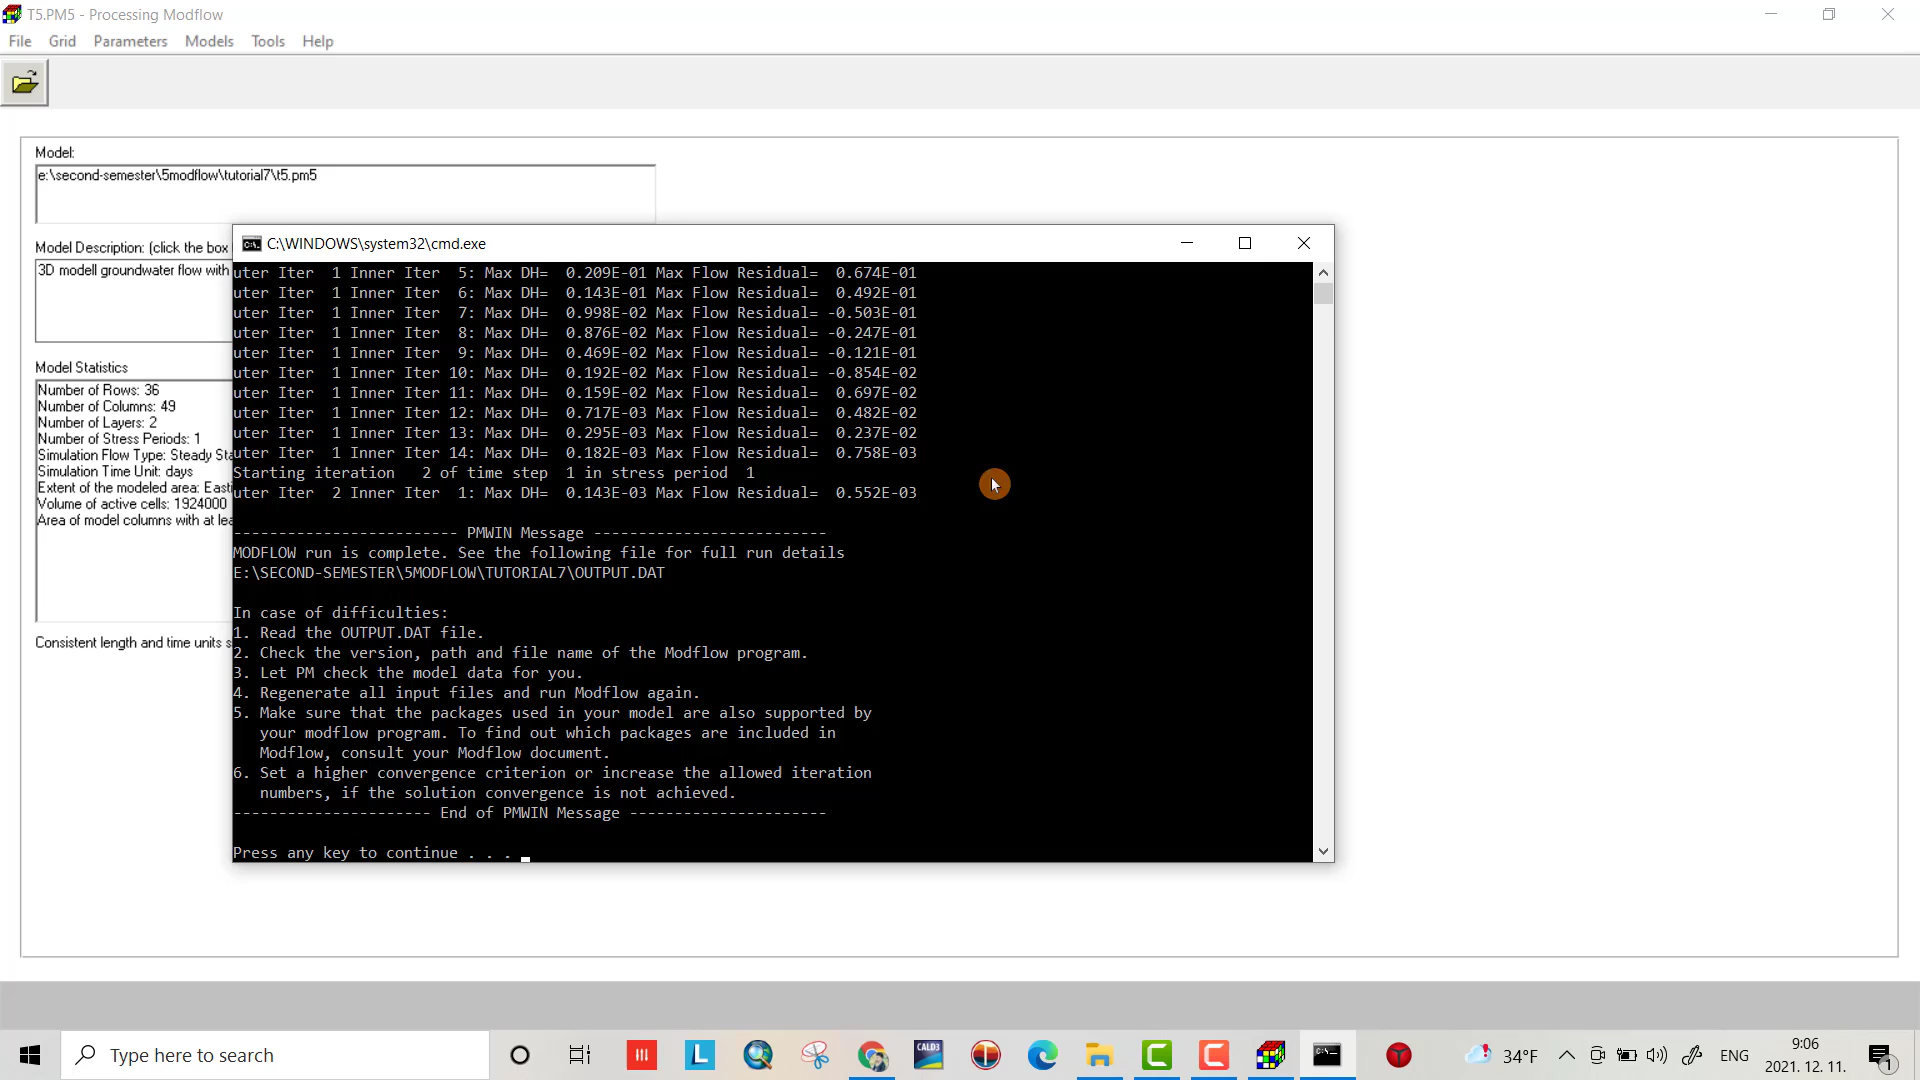 T5.PM5 - Processing Modflow
File Grid Parameters Models Tools Help
Model:
e:\second-semester\5modflow\tutorial7\t5.pm5
Model Description: (click the box
3D modell groundwater flow with
Model Statistics
Number of Rows: 36
Number of Columns: 49
Number of Layers: 2
Number of Stress Periods: 1
Simulation Flow Type: Steady Sta
Simulation Time Unit: days
Extent of the modeled area: Easti
Volume of active cells: 1924000
Area of model columns with at lea
Consistent length and time units s
C:\WINDOWS\system32\cmd.exe
uter Iter  1 Inner Iter  5: Max DH=  0.209E-01 Max Flow Residual=  0.674E-01
uter Iter  1 Inner Iter  6: Max DH=  0.143E-01 Max Flow Residual=  0.492E-01
uter Iter  1 Inner Iter  7: Max DH=  0.998E-02 Max Flow Residual= -0.503E-01
uter Iter  1 Inner Iter  8: Max DH=  0.876E-02 Max Flow Residual= -0.247E-01
uter Iter  1 Inner Iter  9: Max DH=  0.469E-02 Max Flow Residual= -0.121E-01
uter Iter  1 Inner Iter 10: Max DH=  0.192E-02 Max Flow Residual= -0.854E-02
uter Iter  1 Inner Iter 11: Max DH=  0.159E-02 Max Flow Residual=  0.697E-02
uter Iter  1 Inner Iter 12: Max DH=  0.717E-03 Max Flow Residual=  0.482E-02
uter Iter  1 Inner Iter 13: Max DH=  0.295E-03 Max Flow Residual=  0.237E-02
uter Iter  1 Inner Iter 14: Max DH=  0.182E-03 Max Flow Residual=  0.758E-03
Starting iteration   2 of time step  1 in stress period  1
uter Iter  2 Inner Iter  1: Max DH=  0.143E-03 Max Flow Residual=  0.552E-03
------------------------- PMWIN Message --------------------------
MODFLOW run is complete. See the following file for full run details
E:\SECOND-SEMESTER\5MODFLOW\TUTORIAL7\OUTPUT.DAT
In case of difficulties:
1. Read the OUTPUT.DAT file.
2. Check the version, path and file name of the Modflow program.
3. Let PM check the model data for you.
4. Regenerate all input files and run Modflow again.
5. Make sure that the packages used in your model are also supported by
your modflow program. To find out which packages are included in
Modflow, consult your Modflow document.
6. Set a higher convergence criterion or increase the allowed iteration
numbers, if the solution convergence is not achieved.
---------------------- End of PMWIN Message ----------------------
Press any key to continue . . .
Type here to search
L
CALD3
34°F
ENG
9:06
2021. 12. 11.
1